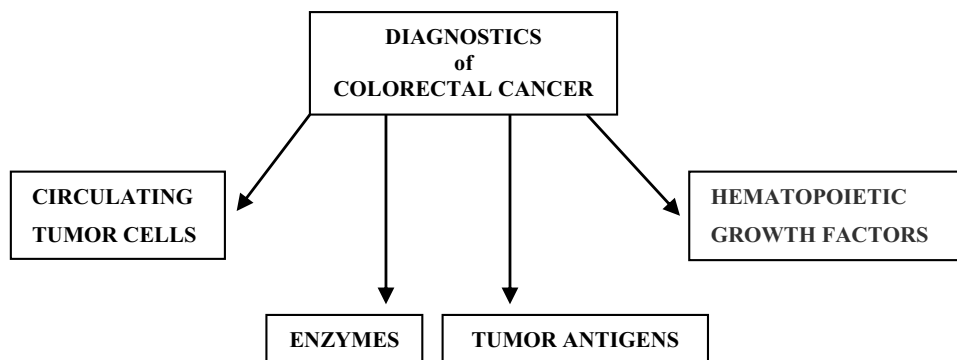 DIAGNOSTICS
of
COLORECTAL CANCER
CIRCULATING
TUMOR CELLS
HEMATOPOIETIC
GROWTH FACTORS
ENZYMES
TUMOR ANTIGENS